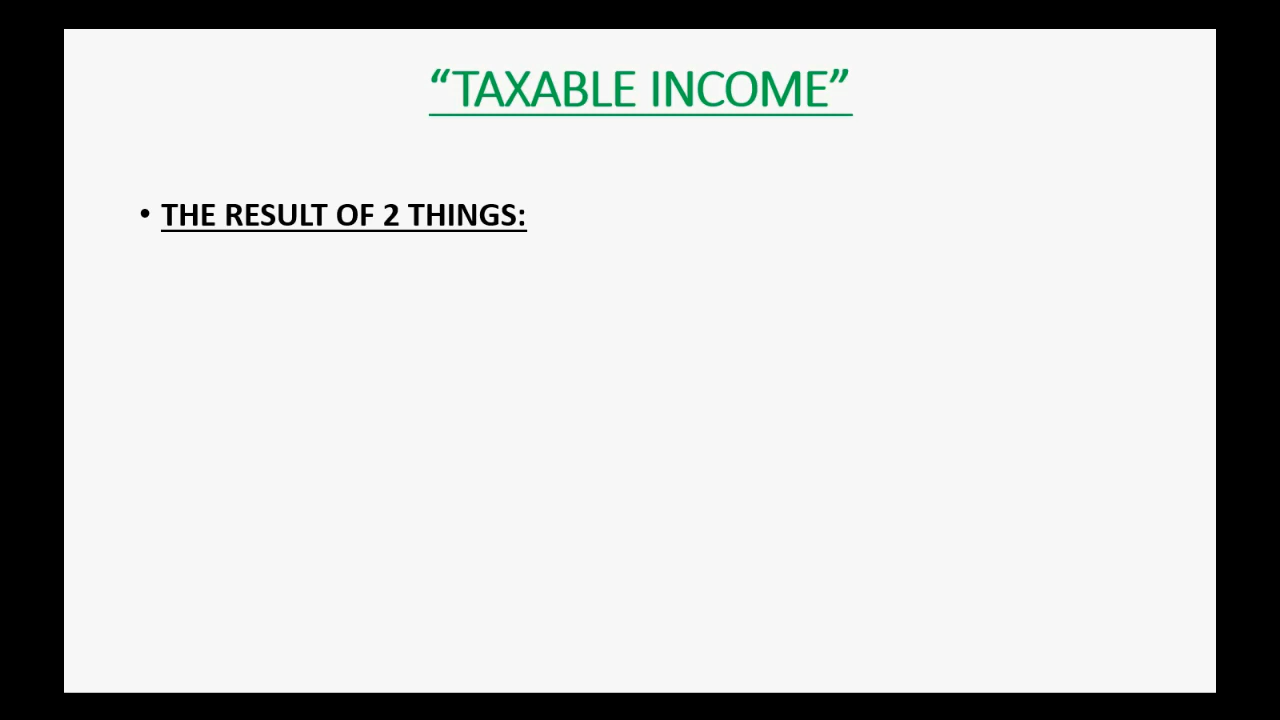 “TAXABLE INCOME”
• THE RESULT OF 2 THINGS: